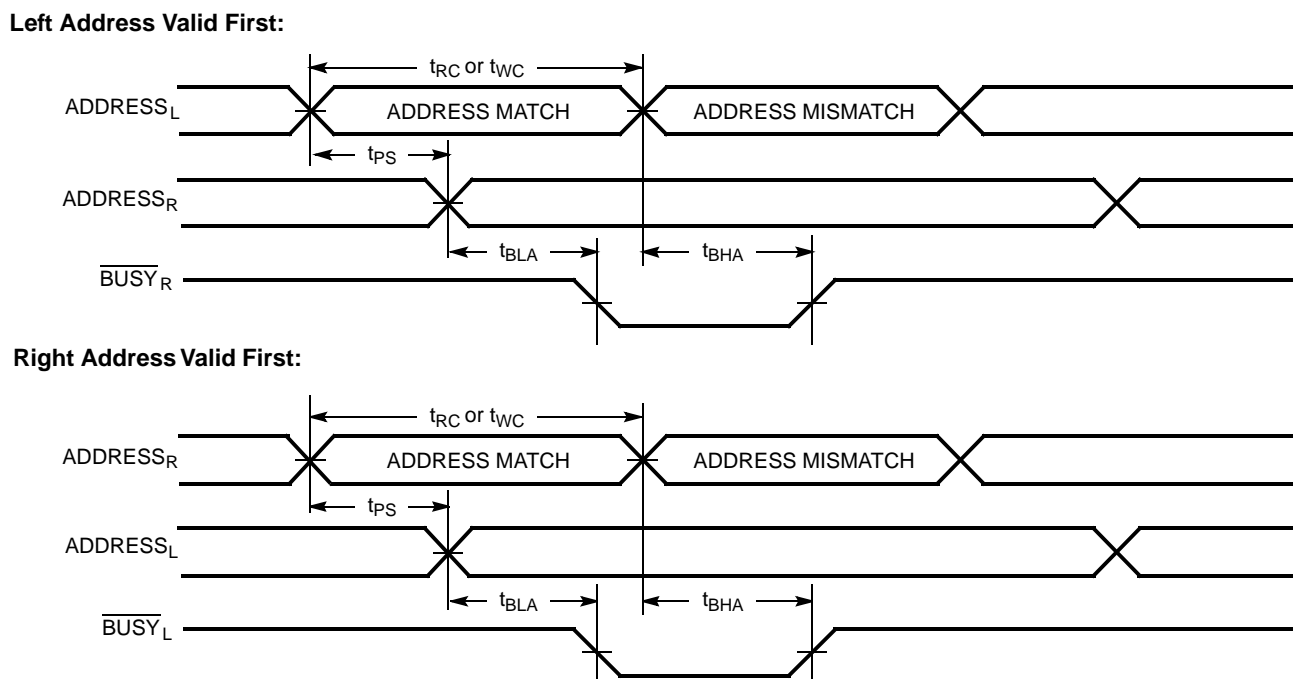 Left Address Valid First:
tRC or tWC
ADDRESSL
ADDRESS MATCH
ADDRESS MISMATCH
tPS
ADDRESSR
tBLA
tBHA
BUSYR
Right Address Valid First:
tRC or tWC
ADDRESSR
ADDRESS MATCH
ADDRESS MISMATCH
tPS
ADDRESSL
tBLA
tBHA
BUSYL